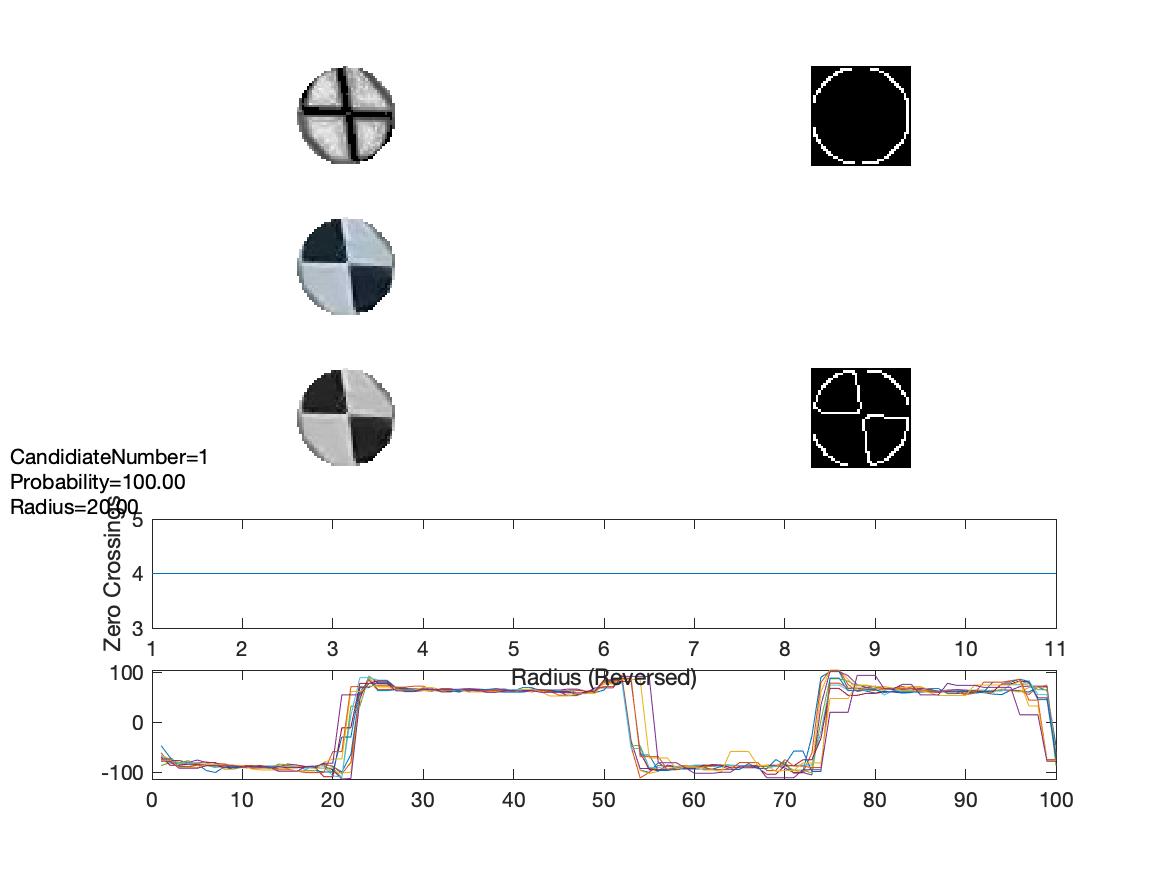 CandidiateNumber=1
Probability=100.00
Radius=20.00
Zero Crossings
5
4
3
1 2 3 4 5 6 7 8 9 10 11
Radius (Reversed)
100
0
-100
0 10 20 30 40 50 60 70 80 90 100